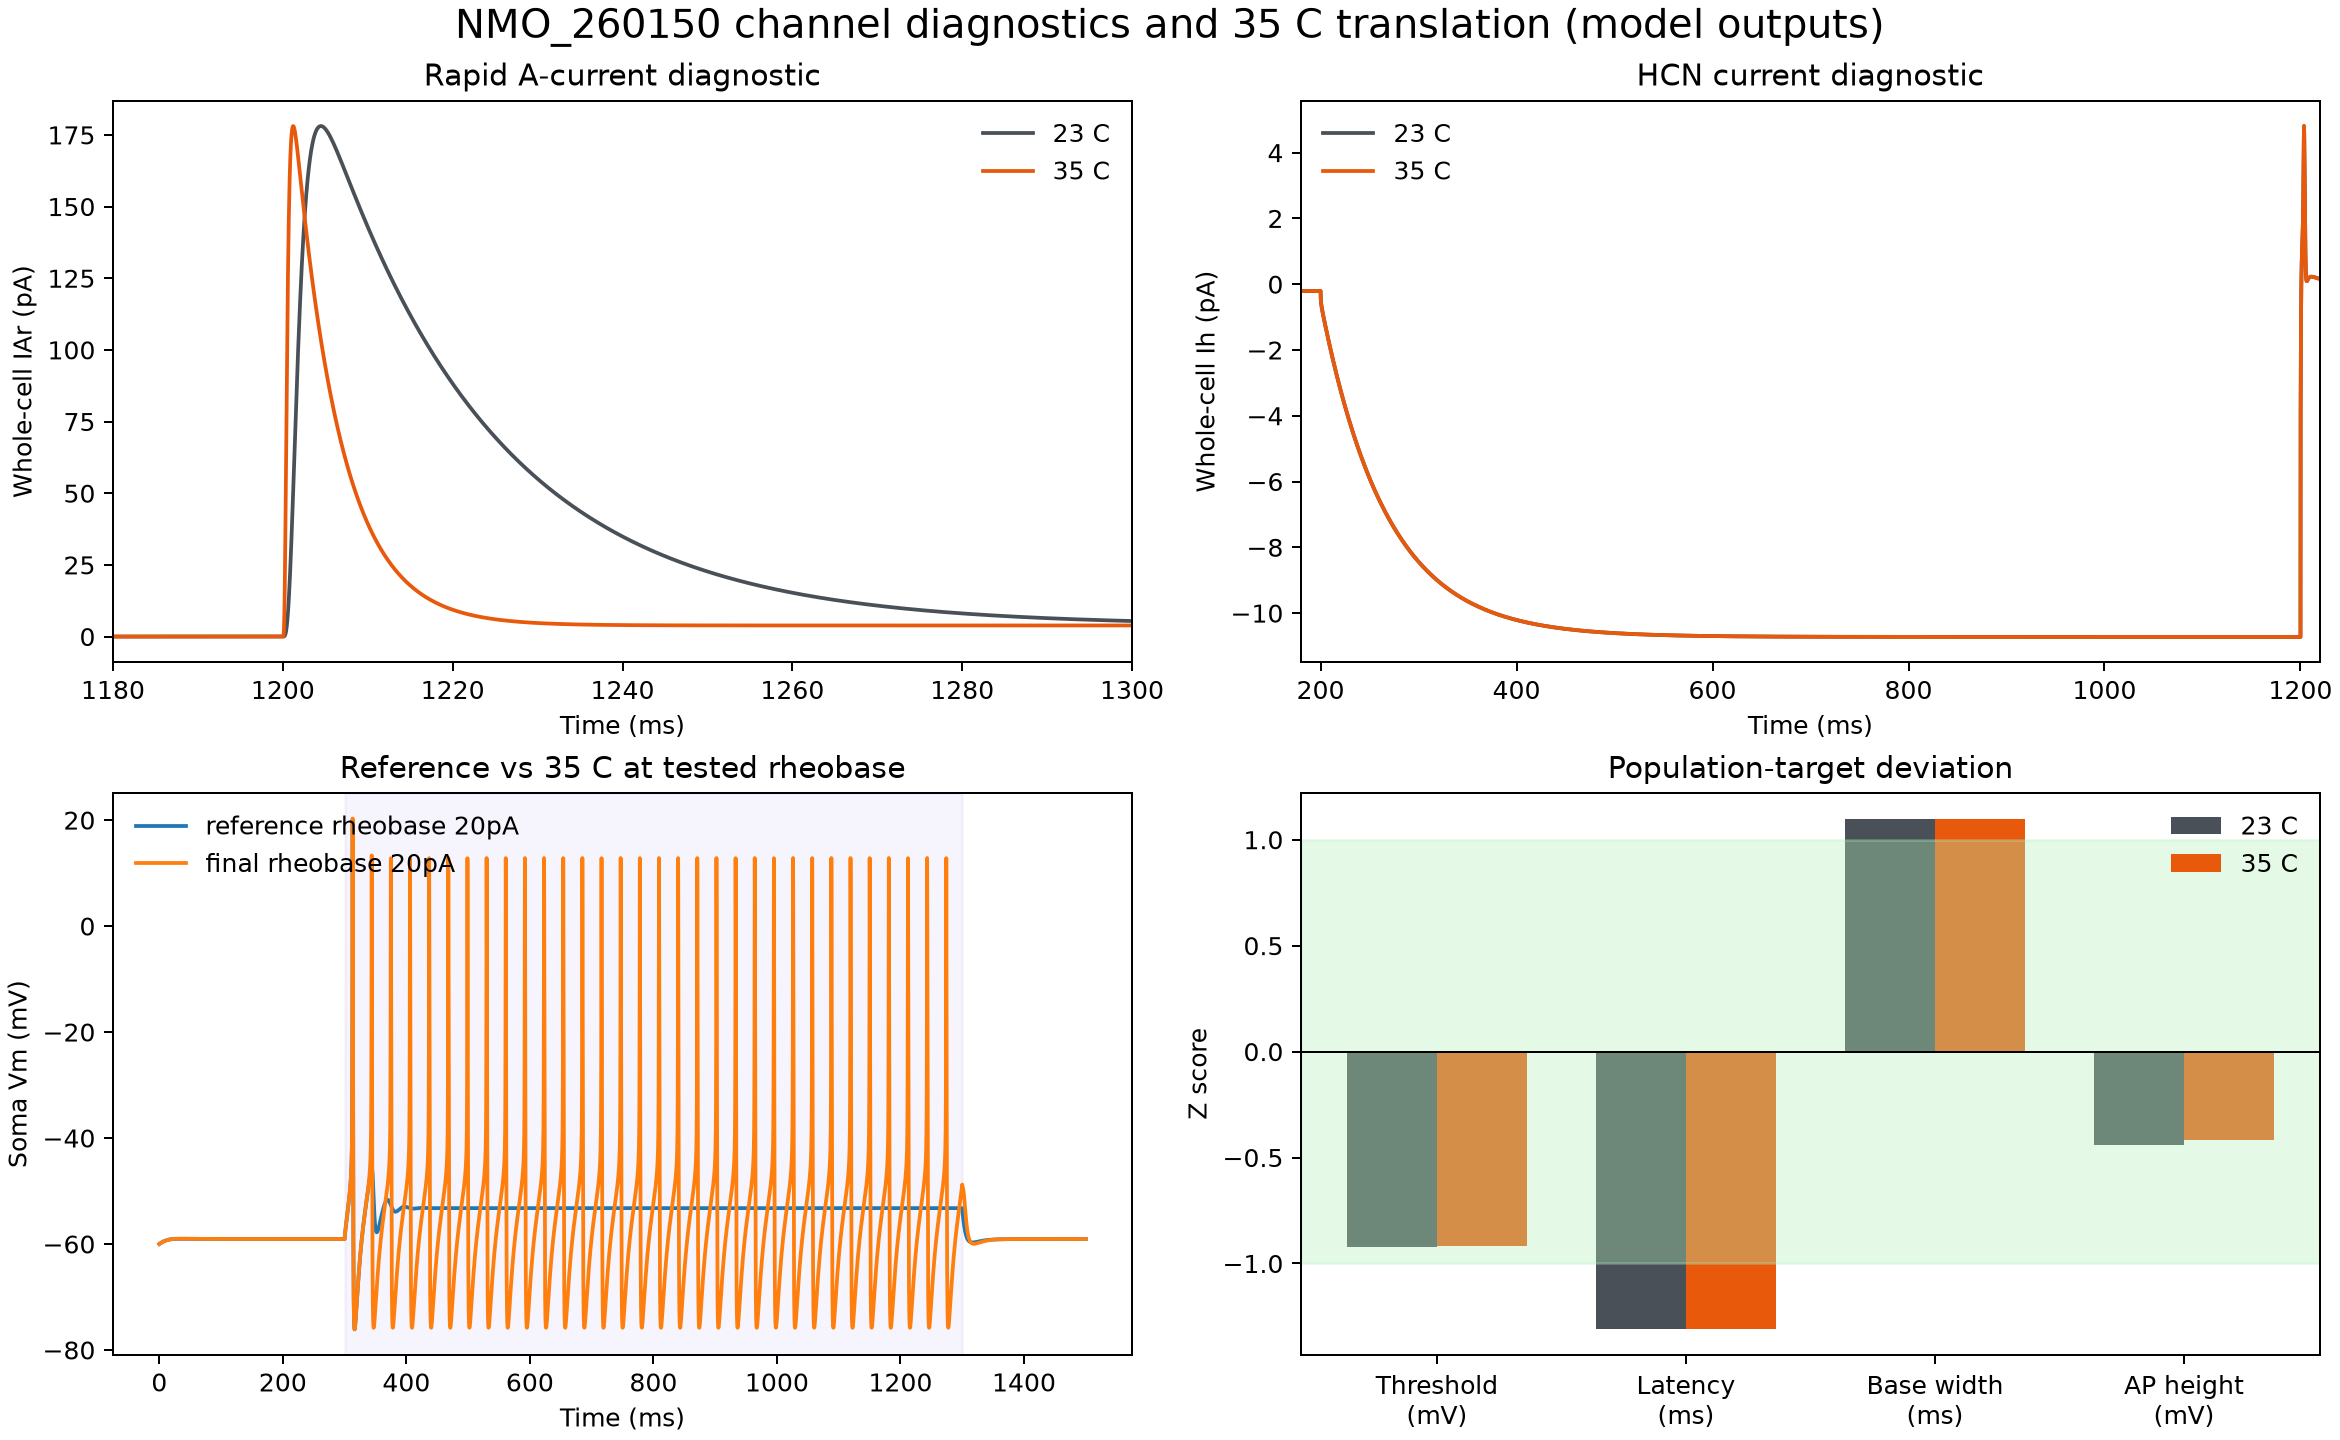 NMO_260150 channel diagnostics and 35 C translation (model outputs)
Rapid A-current diagnostic
Whole-cell IAr (pA)
175
150
125
100
75
50
25
0
23 C
35 C
1180 1200 1220 1240 1260 1280 1300
Time (ms)
HCN current diagnostic
Whole-cell Ih (pA)
4
2
0
−2
−4
−6
−8
−10
23 C
35 C
200 400 600 800 1000 1200
Time (ms)
Reference vs 35 C at tested rheobase
Soma Vm (mV)
20
0
−20
−40
−60
−80
reference rheobase 20pA
final rheobase 20pA
0 200 400 600 800 1000 1200 1400
Time (ms)
Population-target deviation
Z score
1.0
0.5
0.0
−0.5
−1.0
23 C
35 C
Threshold
(mV)
Latency
(ms)
Base width
(ms)
AP height
(mV)